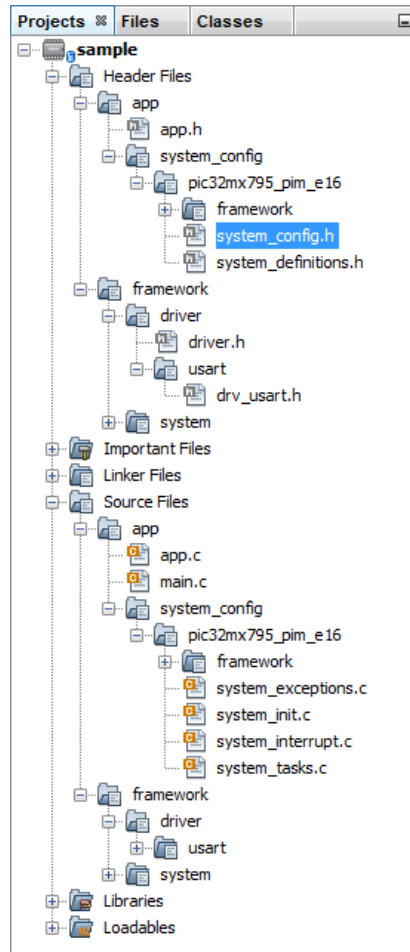 Projects Files Classes
sample
Header Files
app
app.h
system_config
pic32mx795_pim_e16
framework
system_config.h
system_definitions.h
framework
driver
driver.h
usart
drv_usart.h
system
Important Files
Linker Files
Source Files
app
app.c
main.c
system_config
pic32mx795_pim_e16
framework
system_exceptions.c
system_init.c
system_interrupt.c
system_tasks.c
framework
driver
usart
system
Libraries
Loadables